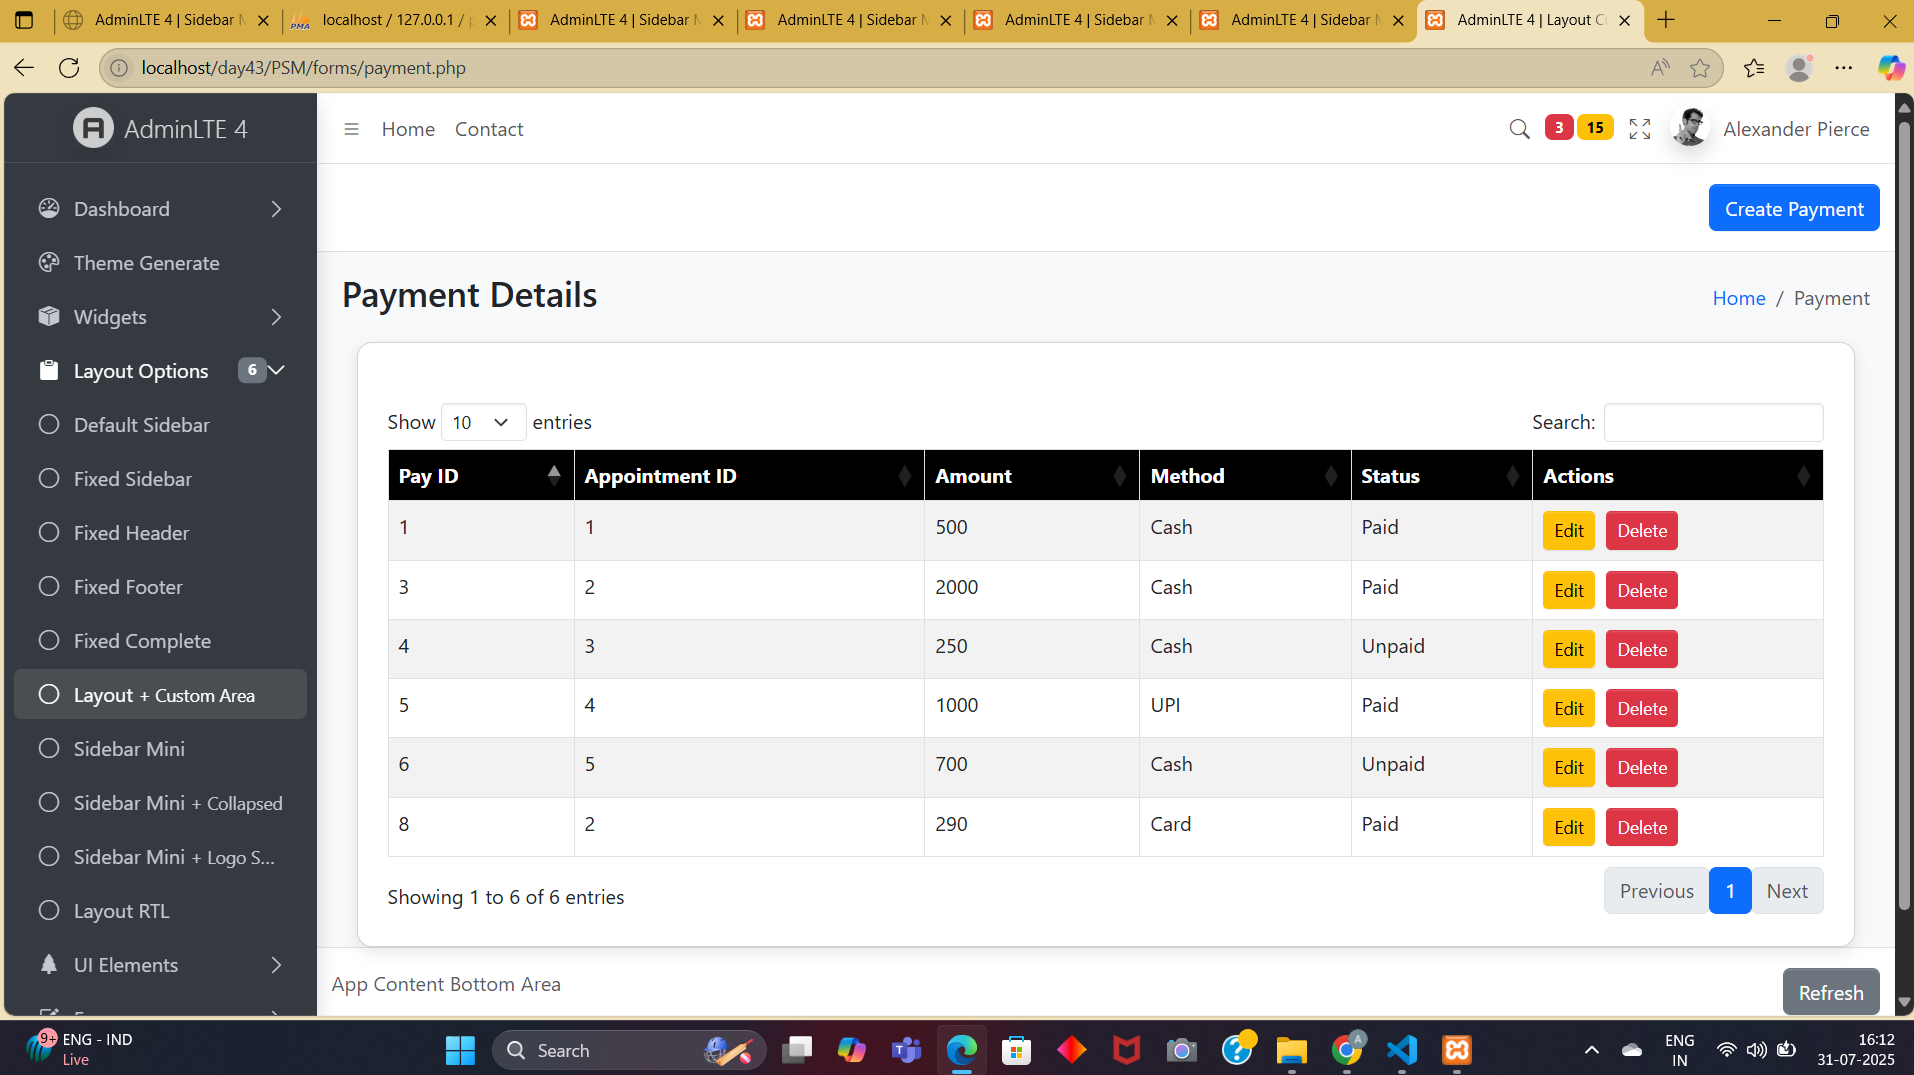 AdminLTE 4 | Sidebar M
localhost / 127.0.0.1 / p
AdminLTE 4 | Sidebar M
AdminLTE 4 | Sidebar M
AdminLTE 4 | Sidebar M
AdminLTE 4 | Sidebar M
AdminLTE 4 | Layout C
localhost/day43/PSM/forms/payment.php
AdminLTE 4
Home
Contact
3
15
Alexander Pierce
Create Payment
Dashboard
Theme Generate
Widgets
Layout Options 6
Default Sidebar
Fixed Sidebar
Fixed Header
Fixed Footer
Fixed Complete
Layout + Custom Area
Sidebar Mini
Sidebar Mini + Collapsed
Sidebar Mini + Logo S...
Layout RTL
UI Elements
Payment Details
Home / Payment
Show 10 entries
Search:
Pay ID Appointment ID Amount Method Status Actions
1 1 500 Cash Paid Edit Delete
3 2 2000 Cash Paid Edit Delete
4 3 250 Cash Unpaid Edit Delete
5 4 1000 UPI Paid Edit Delete
6 5 700 Cash Unpaid Edit Delete
8 2 290 Card Paid Edit Delete
Showing 1 to 6 of 6 entries
Previous 1 Next
App Content Bottom Area
Refresh
9+
ENG - IND
Live
Search
ENG
IN
16:12
31-07-2025